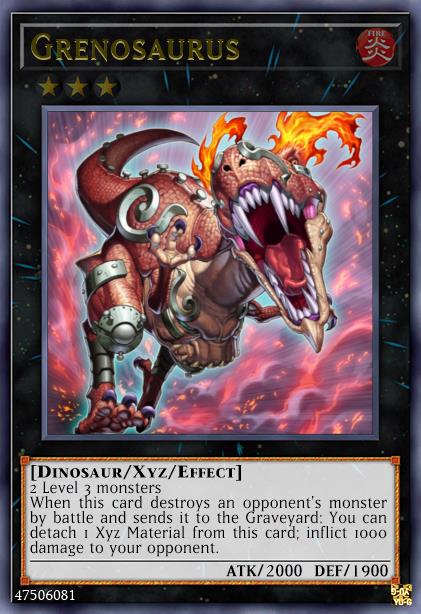 GRENOSAURUS
FIRE
炎
[DINOSAUR/XYZ/EFFECT]
2 Level 3 monsters
When this card destroys an opponent's monster
by battle and sends it to the Graveyard: You can
detach 1 Xyz Material from this card; inflict 1000
damage to your opponent.
ATK/2000 DEF/1900
47506081